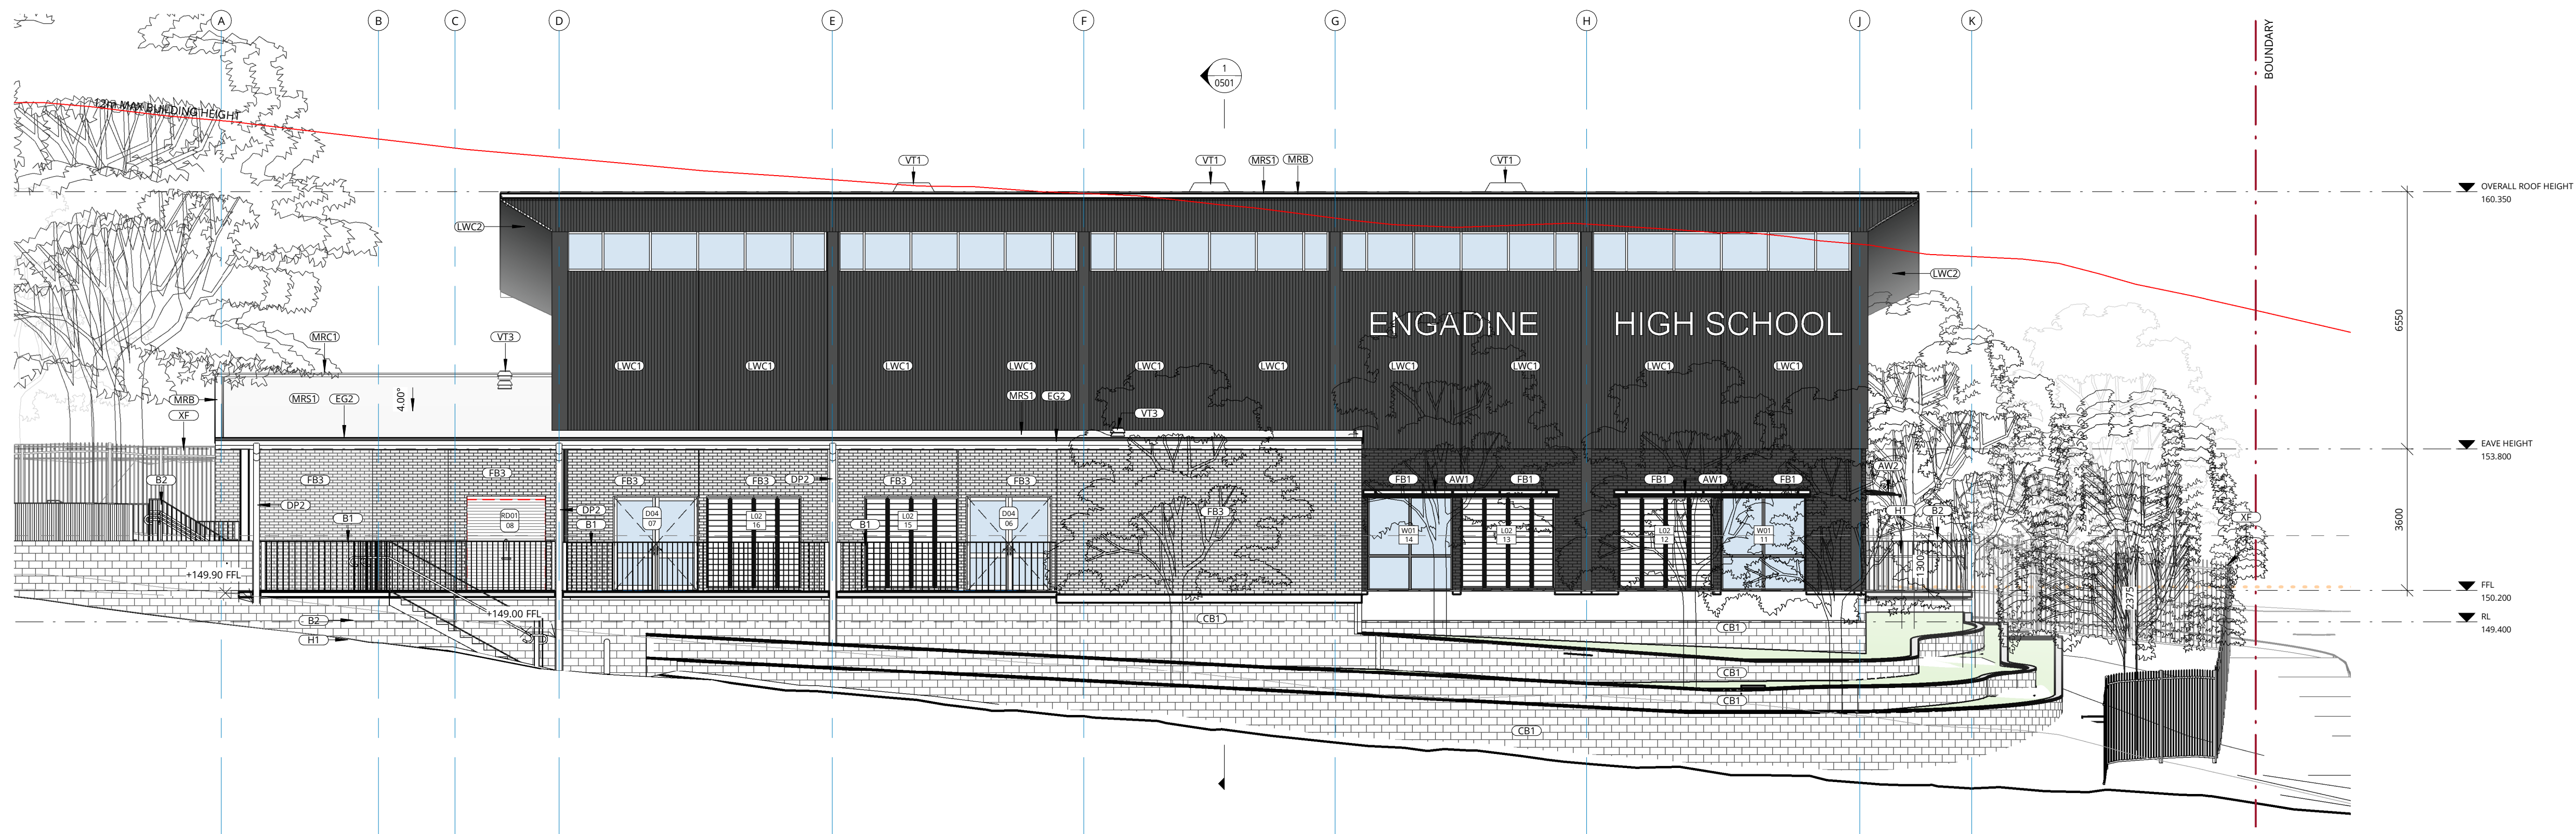 A B C D E F G H J K
BOUNDARY
1
0501
12m MAX BUILDING HEIGHT
VT1 VT1 MRS1 MRB VT1
OVERALL ROOF HEIGHT
160.350
LWC2
LWC2
6550
ENGADINE HIGH SCHOOL
MRC1 VT3
LWC1 LWC1 LWC1 LWC1 LWC1 LWC1 LWC1 LWC1 LWC1 LWC1
MRB MRS1 EG2 4.00° MRS1 EG2
XF VT3
EAVE HEIGHT
153.800
B2 FB3 FB3 FB3 FB3 DP2 FB3 FB3 FB1 AW1 FB1 FB1 AW1 FB1 AW2
DP2 DP2 FB3 H1 B2 XF
B1 B1 B1
RD01
08
D04
07
L02
16
L02
15
D04
06
W01
14
L02
13
L02
12
W01
11
3600
1300
2375
+149.90 FFL
FFL
150.200
+149.00 FFL
B2 CB1
RL
149.400
H1 CB1
CB1
CB1
CB1